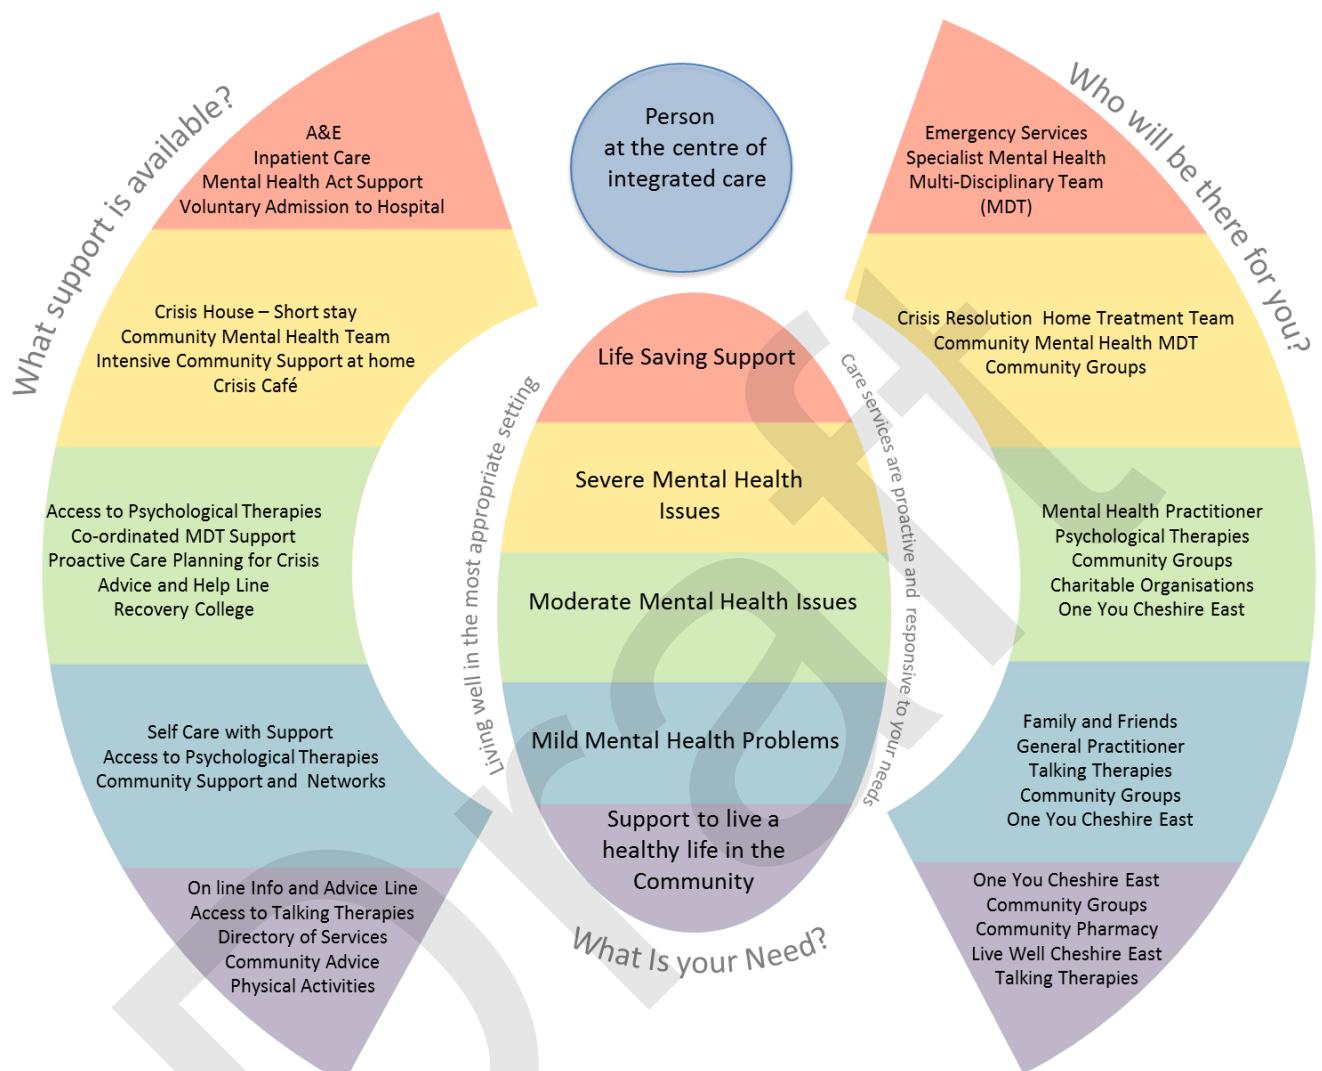 What support is available?
A&E
Inpatient Care
Mental Health Act Support
Voluntary Admission to Hospital
Crisis House – Short stay
Community Mental Health Team
Intensive Community Support at home
Crisis Café
Access to Psychological Therapies
Co-ordinated MDT Support
Proactive Care Planning for Crisis
Advice and Help Line
Recovery College
Self Care with Support
Access to Psychological Therapies
Community Support and Networks
On line Info and Advice Line
Access to Talking Therapies
Directory of Services
Community Advice
Physical Activities
Person
at the centre of
integrated care
Living well in the most appropriate setting
Life Saving Support
Severe Mental Health
Issues
Moderate Mental Health Issues
Mild Mental Health Problems
Support to live a
healthy life in the
Community
What Is your Need?
Care services are proactive and responsive to your needs
Who will be there for you?
Emergency Services
Specialist Mental Health
Multi-Disciplinary Team
(MDT)
Crisis Resolution Home Treatment Team
Community Mental Health MDT
Community Groups
Mental Health Practitioner
Psychological Therapies
Community Groups
Charitable Organisations
One You Cheshire East
Family and Friends
General Practitioner
Talking Therapies
Community Groups
One You Cheshire East
One You Cheshire East
Community Groups
Community Pharmacy
Live Well Cheshire East
Talking Therapies
Draft